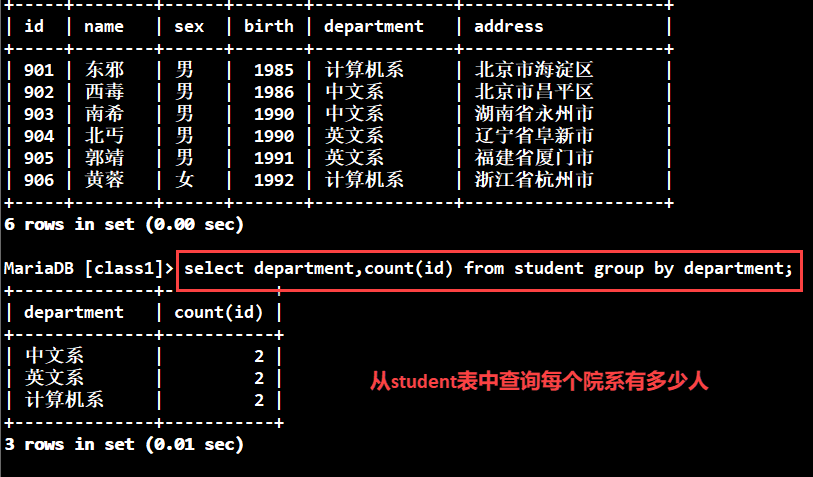 +-----+--------+------+-------+--------------+--------------------+
| id | name | sex | birth | department | address |
+-----+--------+------+-------+--------------+--------------------+
| 901 | 东邪 | 男 | 1985 | 计算机系 | 北京市海淀区 |
| 902 | 西毒 | 男 | 1986 | 中文系 | 北京市昌平区 |
| 903 | 南希 | 男 | 1990 | 中文系 | 湖南省永州市 |
| 904 | 北丐 | 男 | 1990 | 英文系 | 辽宁省阜新市 |
| 905 | 郭靖 | 男 | 1991 | 英文系 | 福建省厦门市 |
| 906 | 黄蓉 | 女 | 1992 | 计算机系 | 浙江省杭州市 |
+-----+--------+------+-------+--------------+--------------------+
6 rows in set (0.00 sec)
MariaDB [class1]> select department,count(id) from student group by department;
+--------------+-----------+
| department | count(id) |
+--------------+-----------+
| 中文系 | 2 |
| 英文系 | 2 |
| 计算机系 | 2 |
+--------------+-----------+
从student表中查询每个院系有多少人
3 rows in set (0.01 sec)